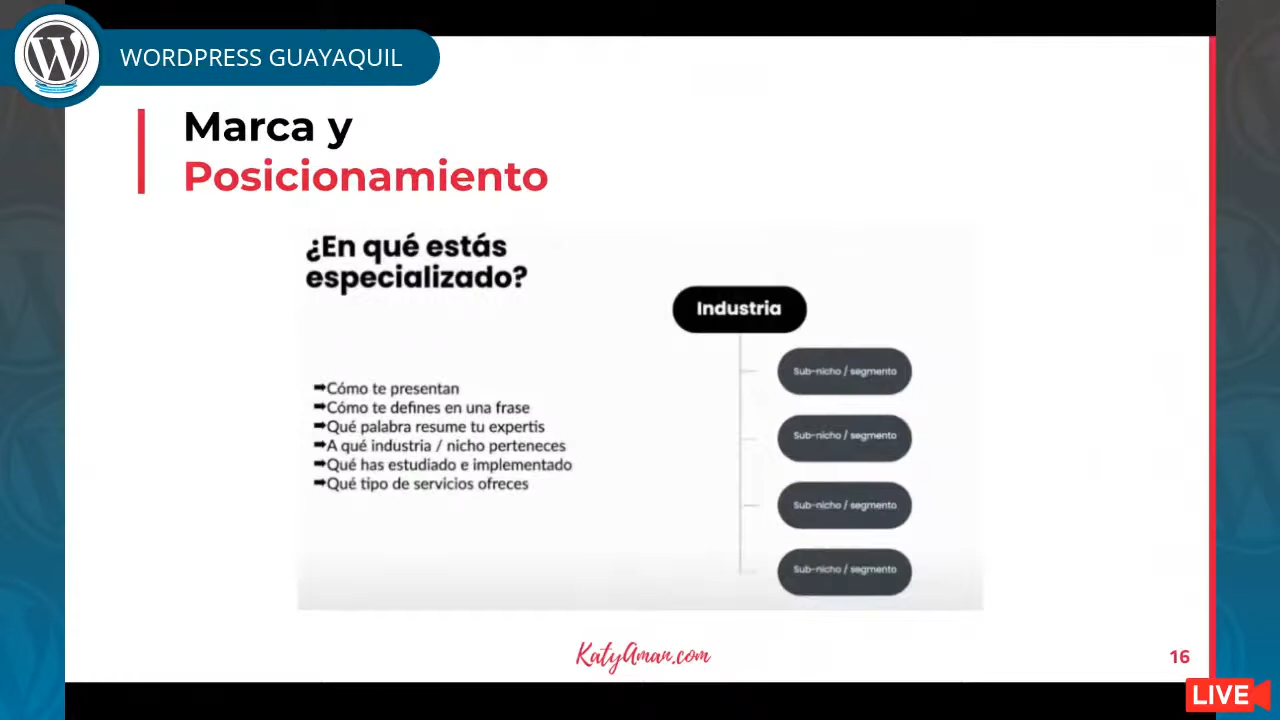 WORDPRESS GUAYAQUIL
Marca y
Posicionamiento
¿En qué estás
especializado?
➡Cómo te presentan
➡Cómo te defines en una frase
➡Qué palabra resume tu expertis
➡A qué industria / nicho perteneces
➡Qué has estudiado e implementado
➡Qué tipo de servicios ofreces
Industria
Sub-nicho / segmento
Sub-nicho / segmento
Sub-nicho / segmento
Sub-nicho / segmento
KatyAman.com
16
LIVE